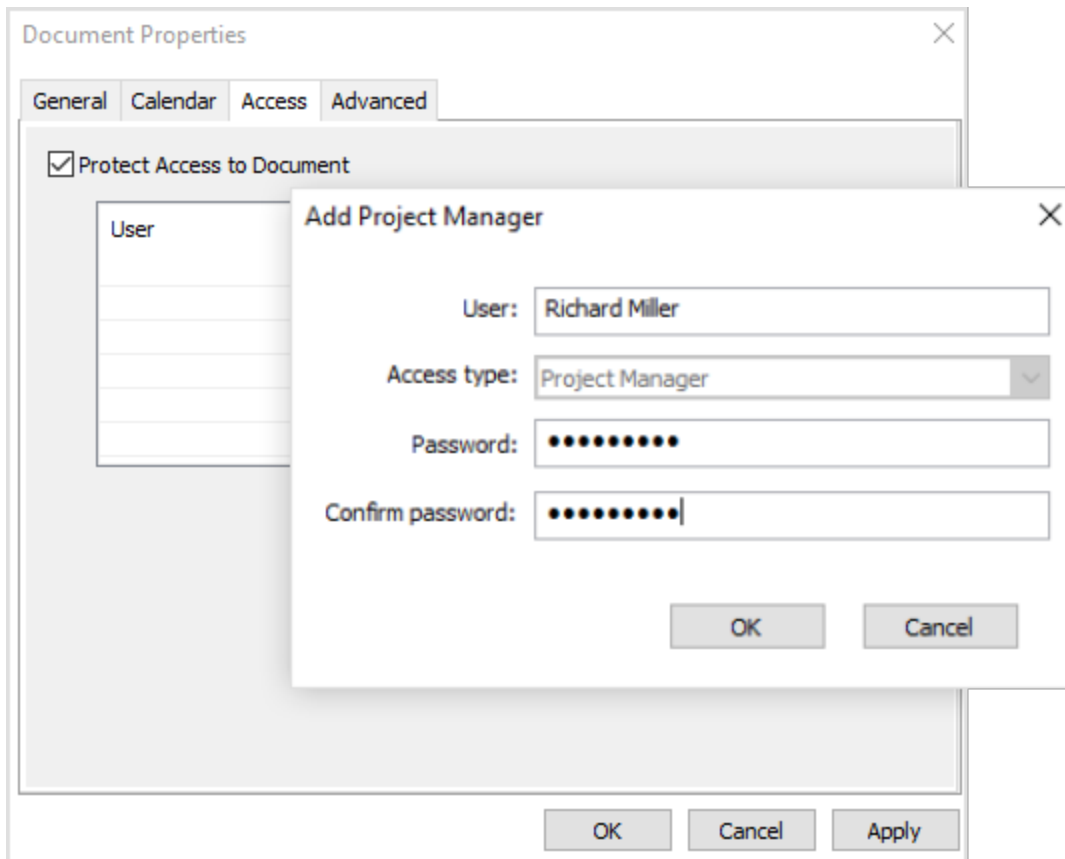 Document Properties
General Calendar Access Advanced
Protect Access to Document
User
Add Project Manager
User: Richard Miller
Access type: Project Manager
Password: •••••••••
Confirm password: •••••••••
OK Cancel
OK Cancel Apply